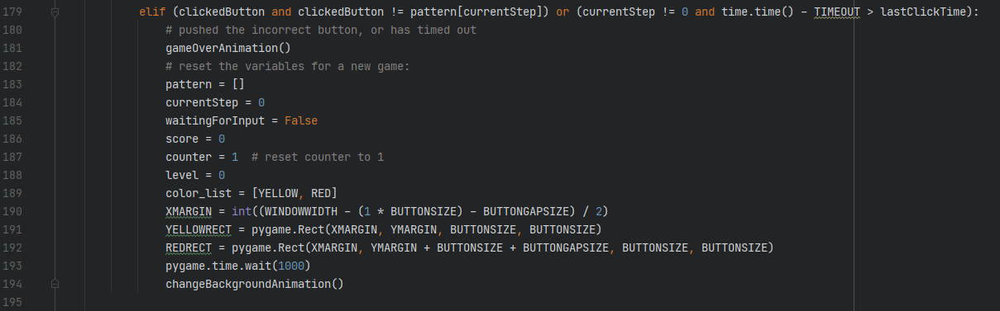 179 elif (clickedButton and clickedButton != pattern[currentStep]) or (currentStep != 0 and time.time() - TIMEOUT > lastClickTime):
180 # pushed the incorrect button, or has timed out
181 gameOverAnimation()
182 # reset the variables for a new game:
183 pattern = []
184 currentStep = 0
185 waitingForInput = False
186 score = 0
187 counter = 1  # reset counter to 1
188 level = 0
189 color_list = [YELLOW, RED]
190 XMARGIN = int((WINDOWWIDTH - (1 * BUTTONSIZE) - BUTTONGAPSIZE) / 2)
191 YELLOWRECT = pygame.Rect(XMARGIN, YMARGIN, BUTTONSIZE, BUTTONSIZE)
192 REDRECT = pygame.Rect(XMARGIN, YMARGIN + BUTTONSIZE + BUTTONGAPSIZE, BUTTONSIZE, BUTTONSIZE)
193 pygame.time.wait(1000)
194 changeBackgroundAnimation()
195